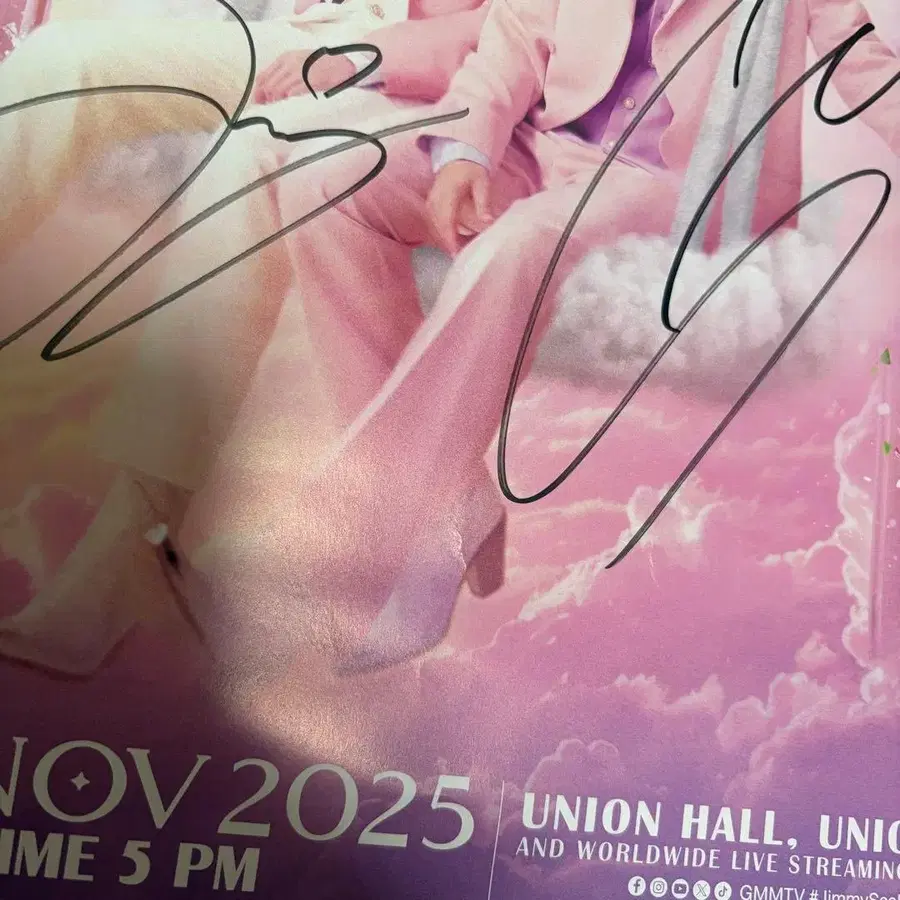 NOV 2025
IME 5 PM
UNION HALL, UNIO
AND WORLDWIDE LIVE STREAMING
GMMTV #JimmySea